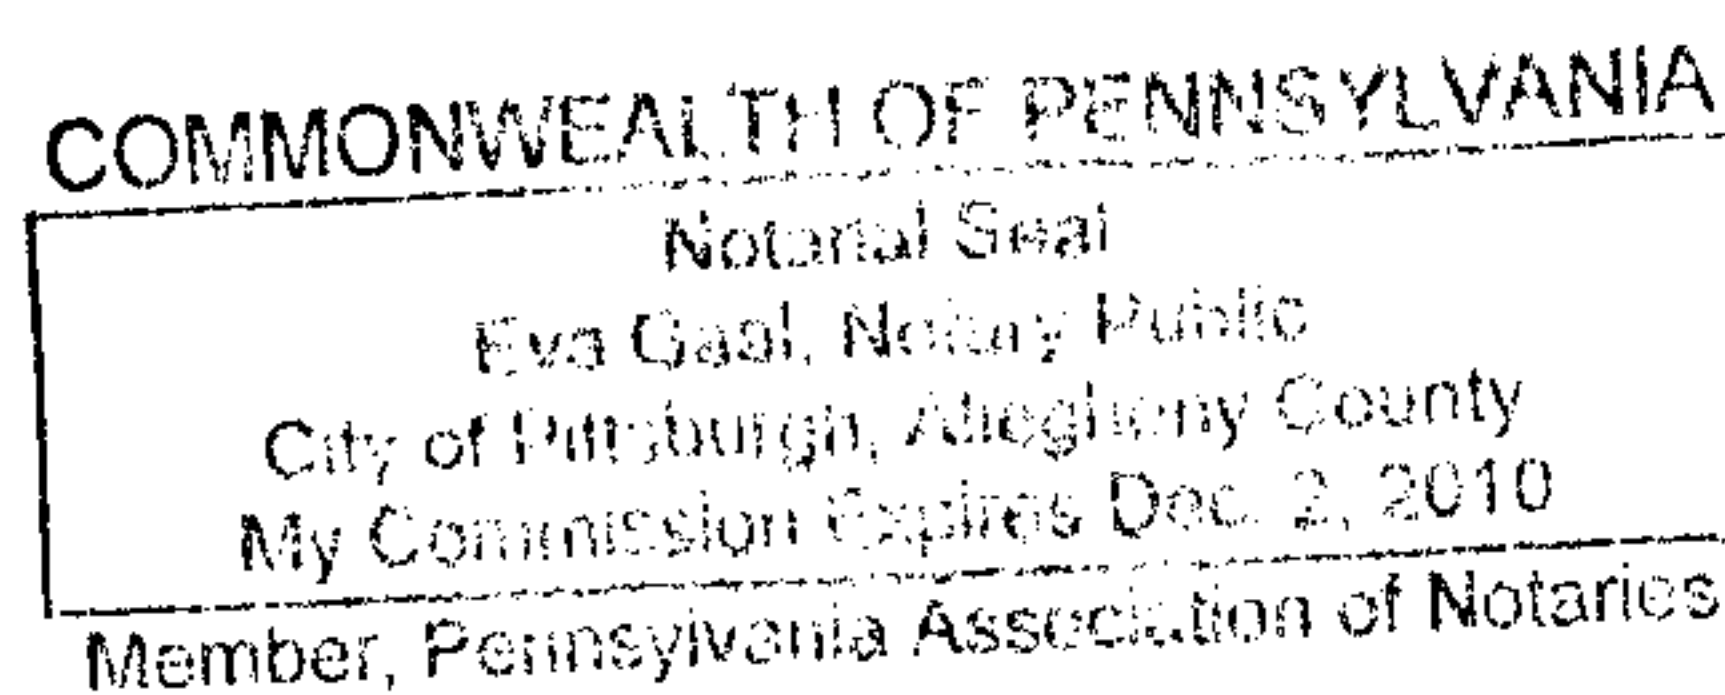 COMMONWEALTH OF PENNSYLVANIA
Notarial Seal
Eva Gasl, Notary Public
City of Pittsburgh, Allegheny County
My Commission Expires Dec. 2, 2010
Member, Pennsylvania Association of Notaries